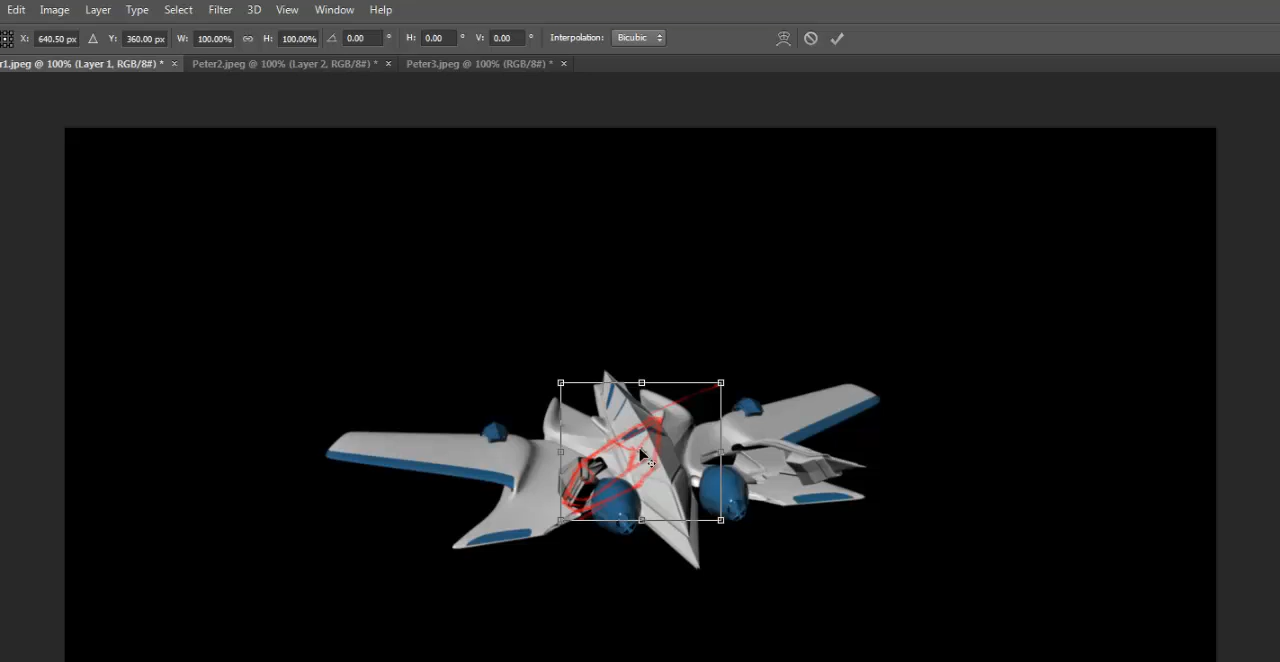 Edit Image Layer Type Select Filter 3D View Window Help
X: 640.50 px Y: 360.00 px W: 100.00% H: 100.00% 0.00 ° H: 0.00 ° V: 0.00 ° Interpolation: Bicubic
r1.jpeg @ 100% (Layer 1, RGB/8#) * × Peter2.jpeg @ 100% (Layer 2, RGB/8#) * × Peter3.jpeg @ 100% (RGB/8#) * ×